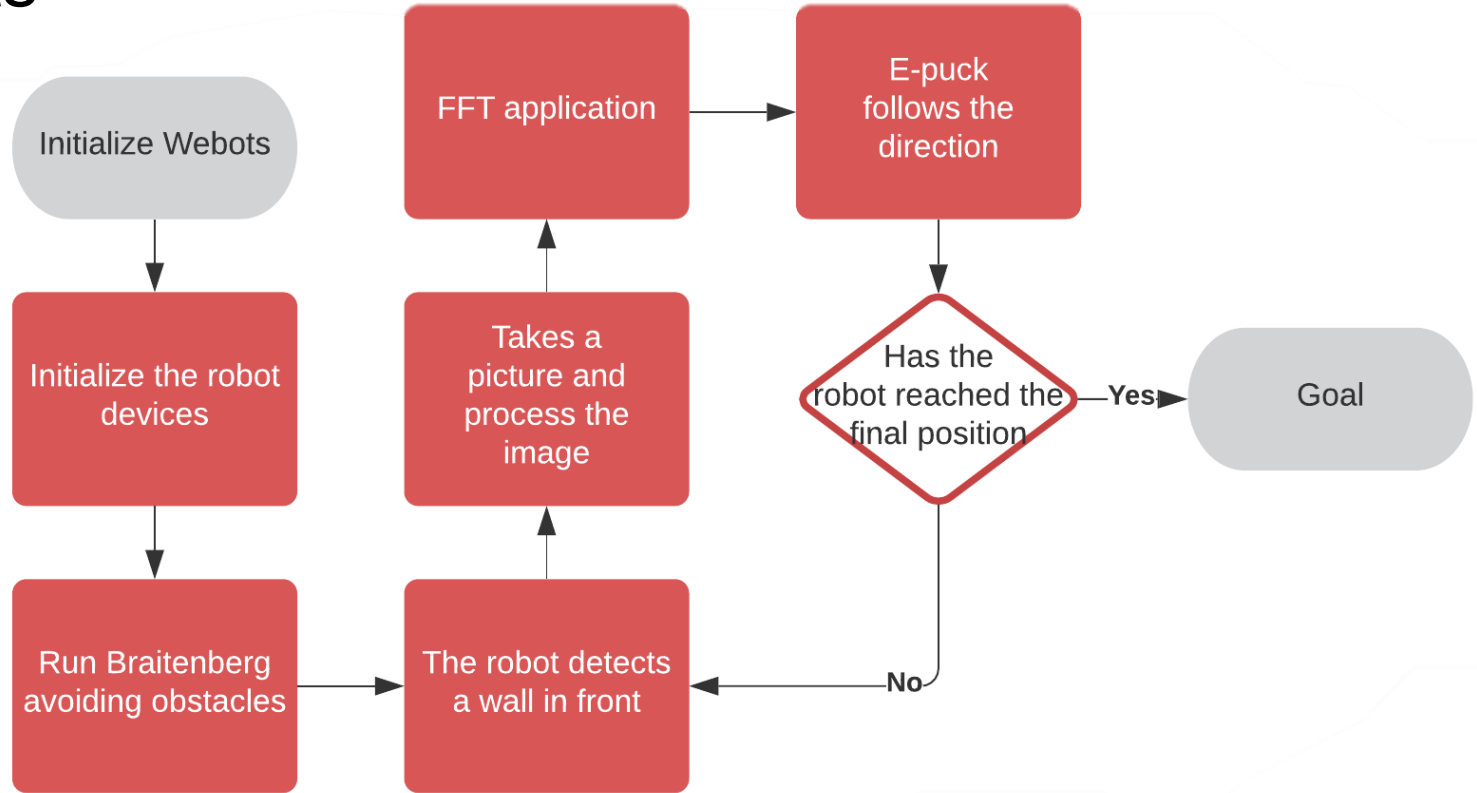 Initialize Webots
Initialize the robot
devices
Run Braitenberg
avoiding obstacles
The robot detects
a wall in front
Takes a
picture and
process the
image
FFT application
E-puck
follows the
direction
Has the
robot reached the
final position
Yes
Goal
No